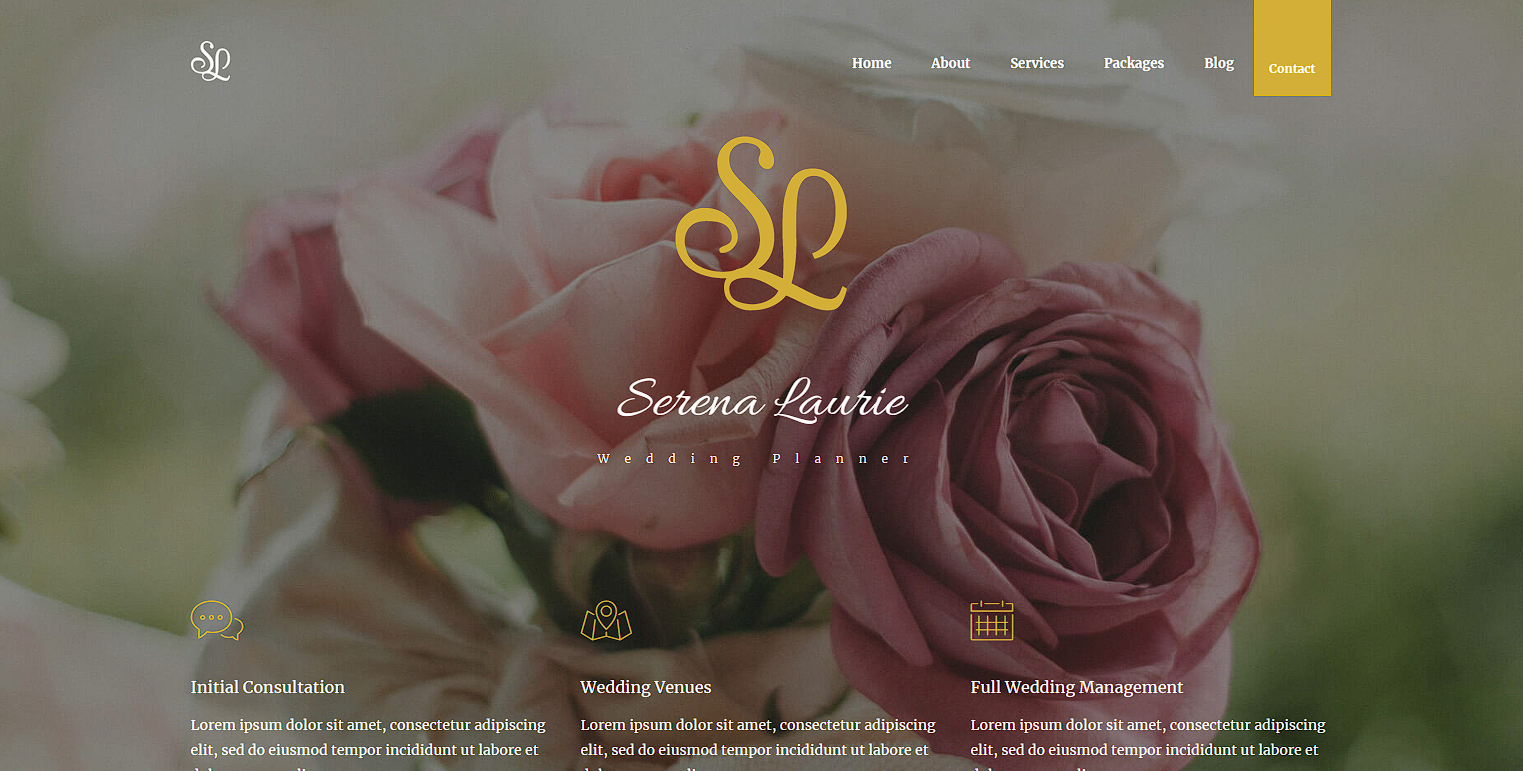 SL
Home About Services Packages Blog Contact
SL
Serena Laurie
Wedding Planner
Initial Consultation
Lorem ipsum dolor sit amet, consectetur adipiscing
elit, sed do eiusmod tempor incididunt ut labore et
Wedding Venues
Lorem ipsum dolor sit amet, consectetur adipiscing
elit, sed do eiusmod tempor incididunt ut labore et
Full Wedding Management
Lorem ipsum dolor sit amet, consectetur adipiscing
elit, sed do eiusmod tempor incididunt ut labore et